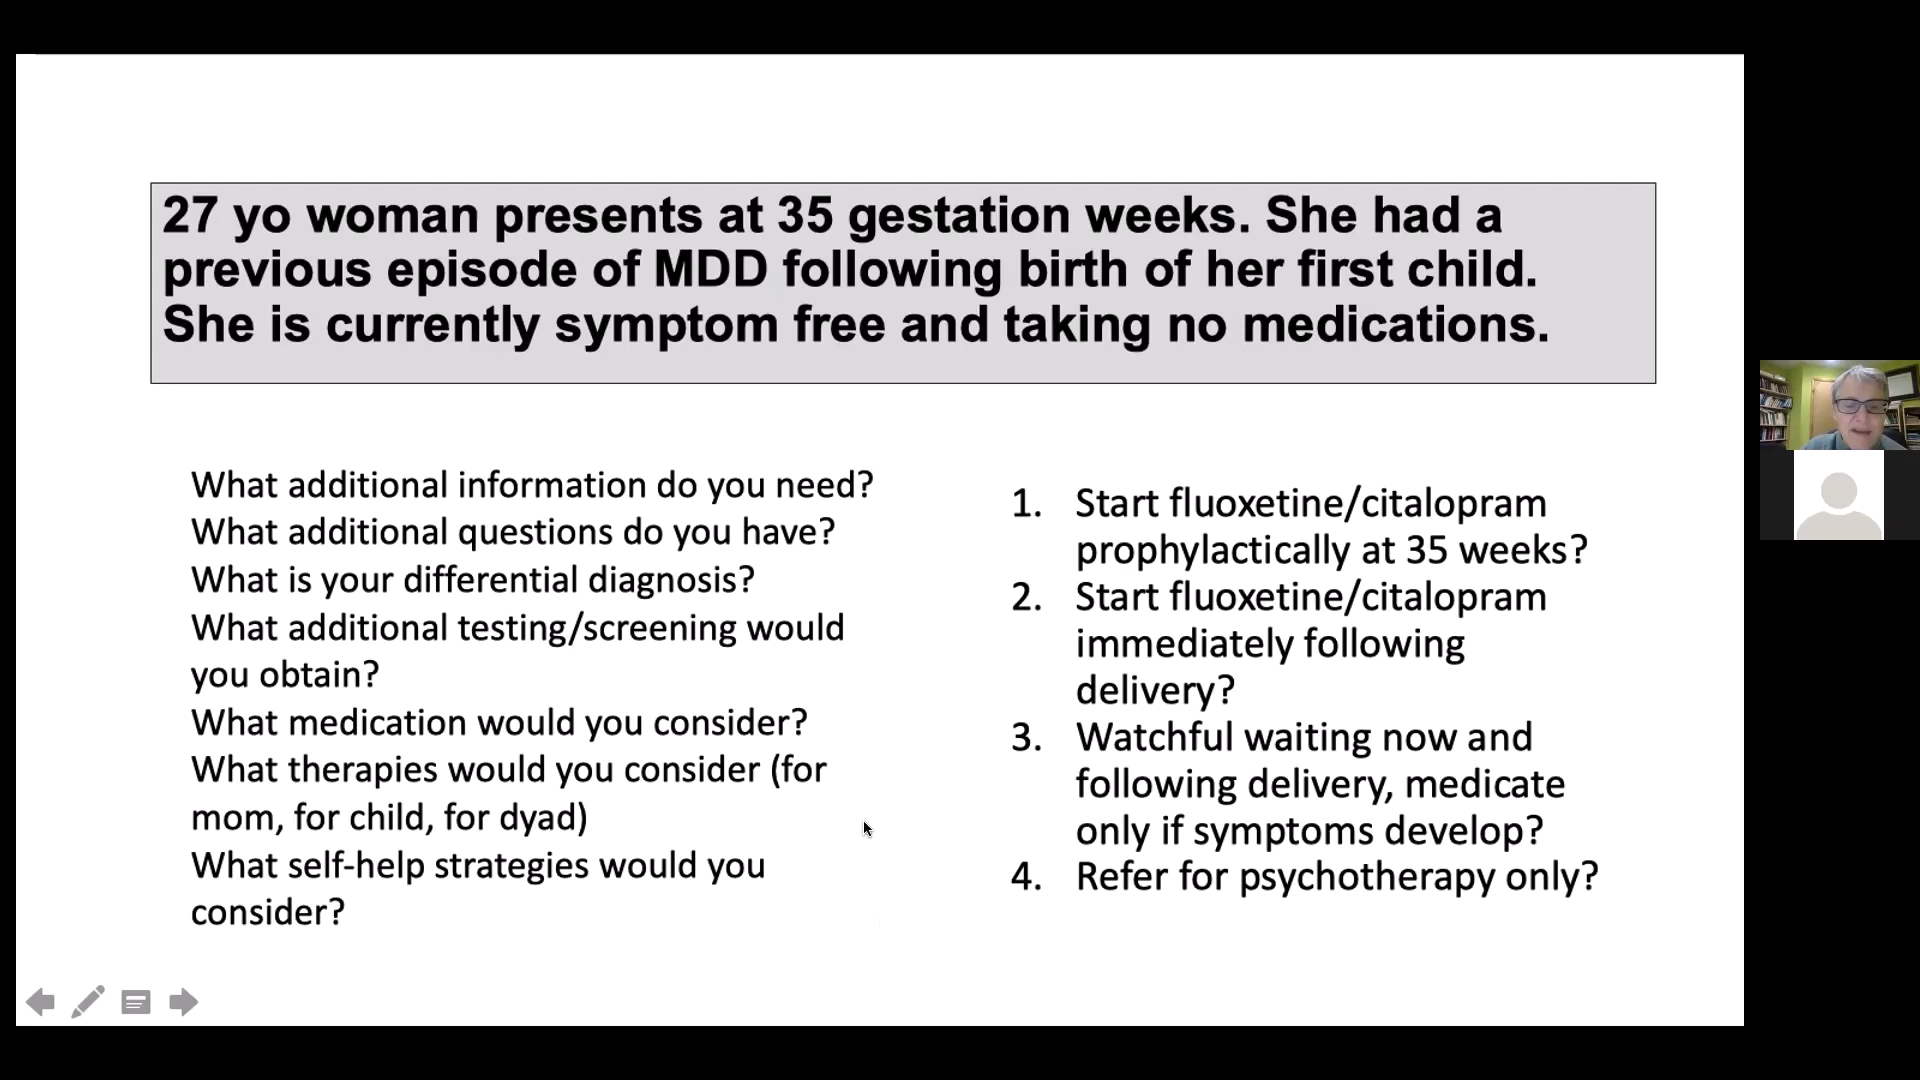 27 yo woman presents at 35 gestation weeks. She had a
previous episode of MDD following birth of her first child.
She is currently symptom free and taking no medications.
What additional information do you need?
What additional questions do you have?
What is your differential diagnosis?
What additional testing/screening would
you obtain?
What medication would you consider?
What therapies would you consider (for
mom, for child, for dyad)
What self-help strategies would you
consider?
1. Start fluoxetine/citalopram
prophylactically at 35 weeks?
2. Start fluoxetine/citalopram
immediately following
delivery?
3. Watchful waiting now and
following delivery, medicate
only if symptoms develop?
4. Refer for psychotherapy only?